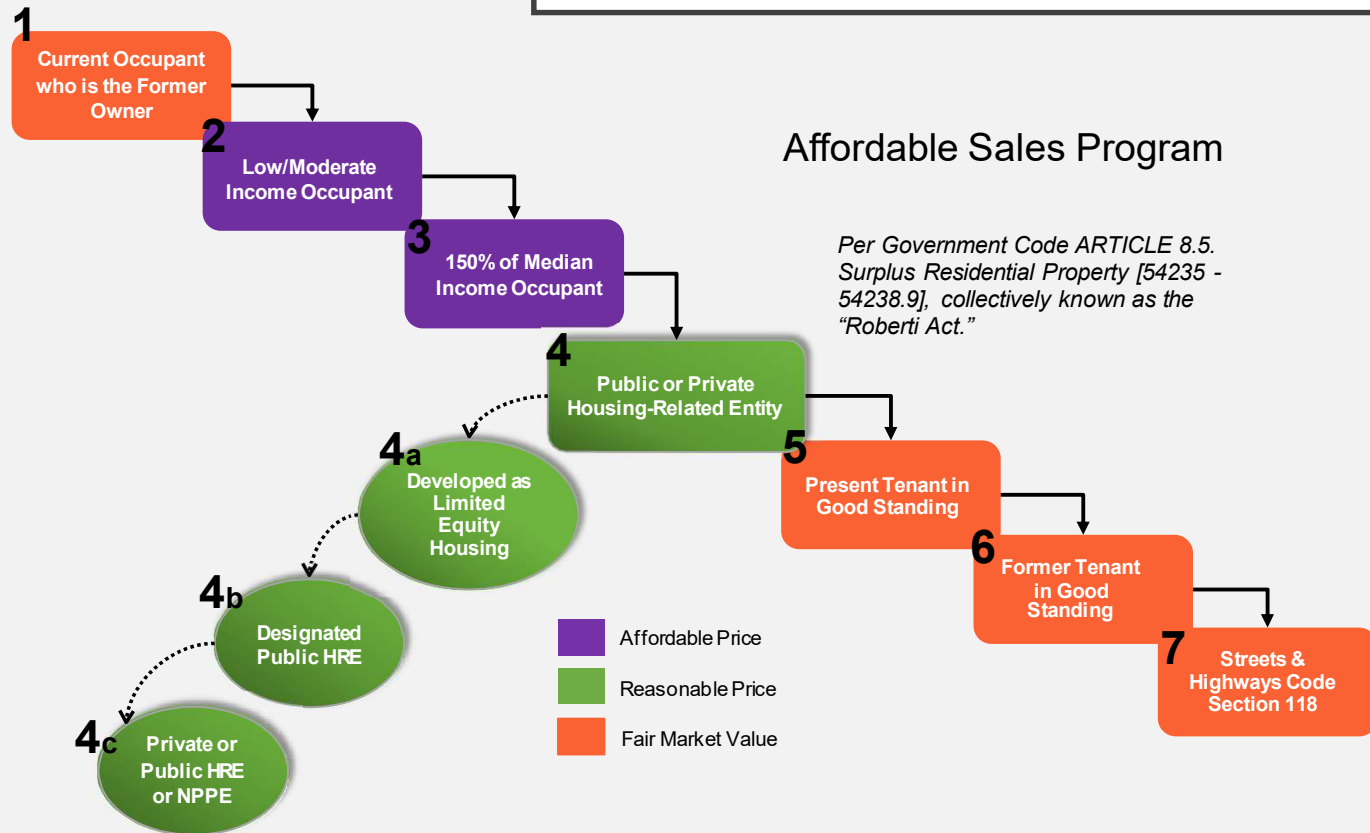 1
Current Occupant
who is the Former
Owner
2
Low/Moderate
Income Occupant
3
150% of Median
Income Occupant
Affordable Sales Program
Per Government Code ARTICLE 8.5.
Surplus Residential Property [54235 -
54238.9], collectively known as the
“Roberti Act.”
4
Public or Private
Housing-Related Entity
4a
Developed as
Limited
Equity
Housing
4b
Designated
Public HRE
4c
Private or
Public HRE
or NPPE
5
Present Tenant in
Good Standing
6
Former Tenant
in Good
Standing
7
Streets &
Highways Code
Section 118
Affordable Price
Reasonable Price
Fair Market Value